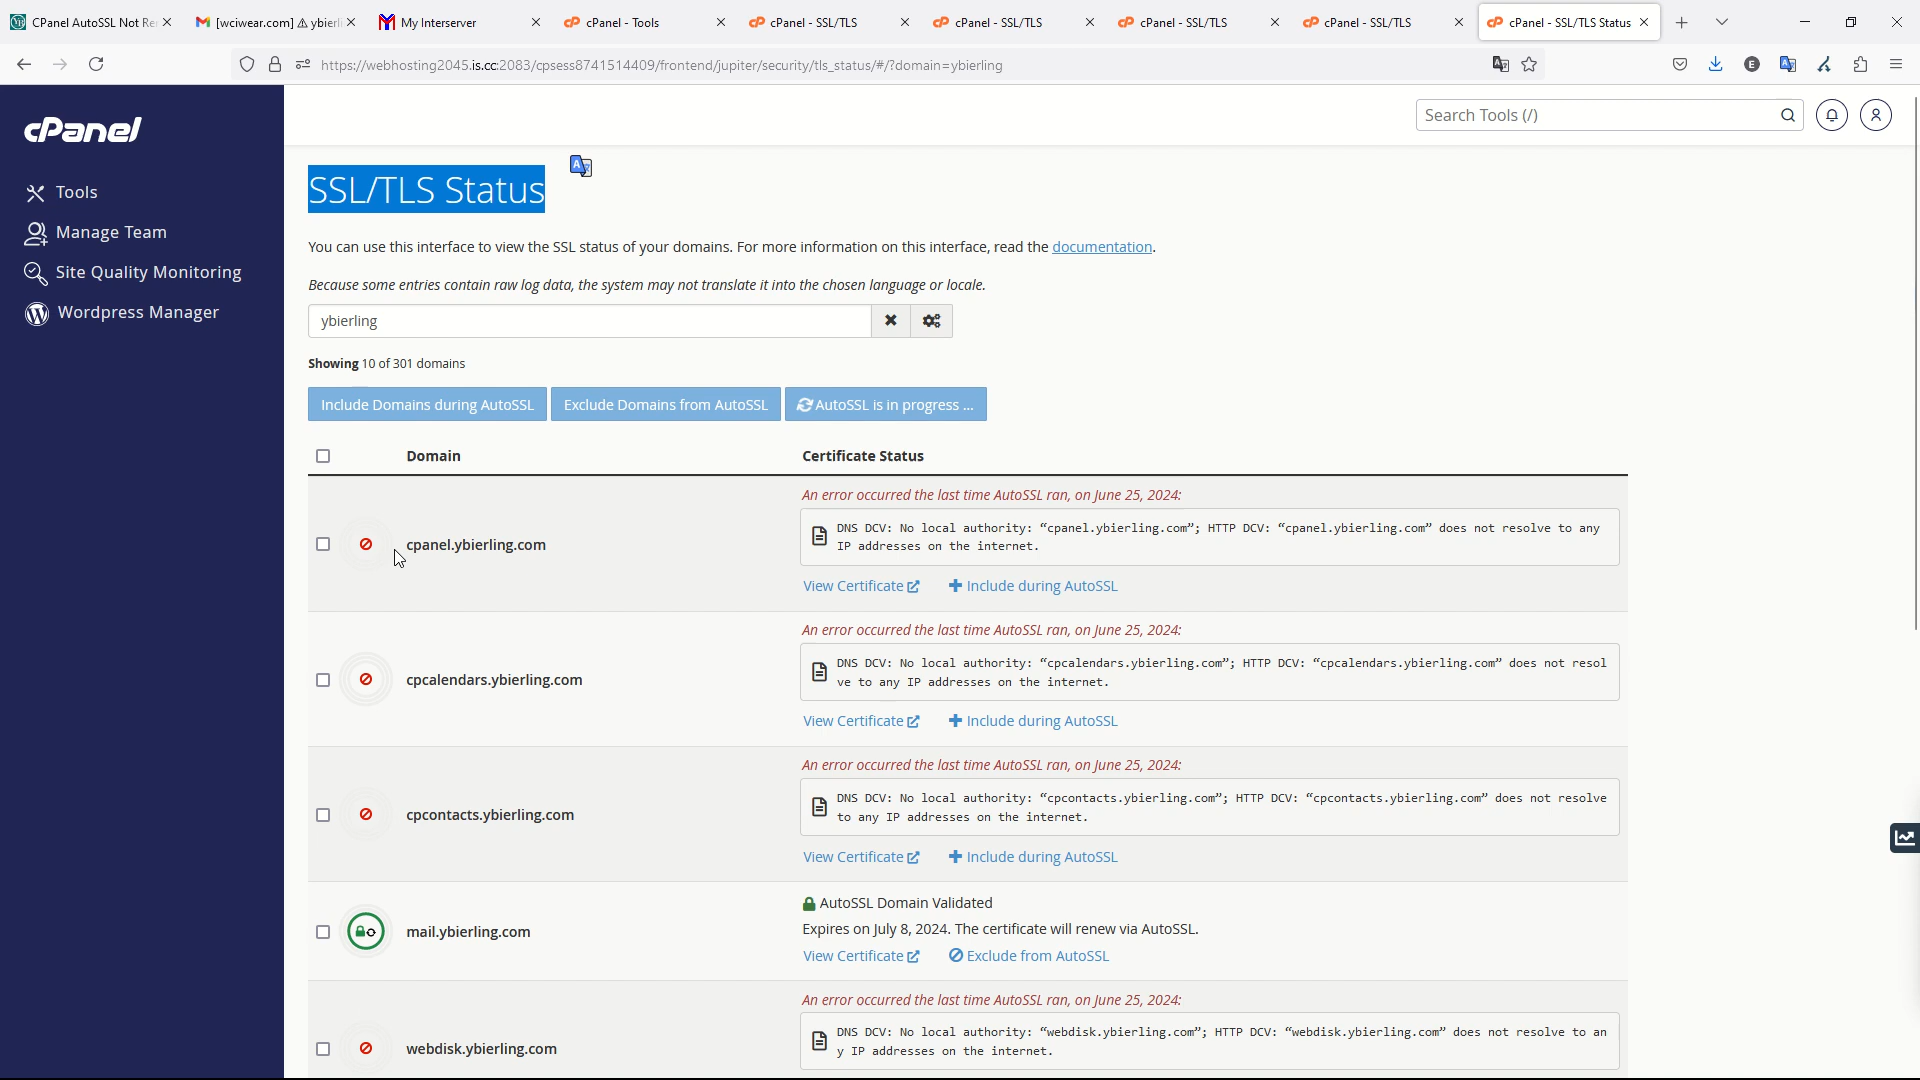 CPanel AutoSSL Not Re
[wciwear.com] ⚠ ybierli
My Interserver
cPanel - Tools
cPanel - SSL/TLS
cPanel - SSL/TLS
cPanel - SSL/TLS
cPanel - SSL/TLS
cPanel - SSL/TLS Status
https://webhosting2045.is.cc:2083/cpsess8741514409/frontend/jupiter/security/tls_status/#/?domain=ybierling
cPanel
Search Tools (/)
Tools
Manage Team
Site Quality Monitoring
Wordpress Manager
SSL/TLS Status
You can use this interface to view the SSL status of your domains. For more information on this interface, read the documentation.
Because some entries contain raw log data, the system may not translate it into the chosen language or locale.
ybierling
Showing 10 of 301 domains
Include Domains during AutoSSL
Exclude Domains from AutoSSL
AutoSSL is in progress ...
Domain
Certificate Status
An error occurred the last time AutoSSL ran, on June 25, 2024:
cpanel.ybierling.com
DNS DCV: No local authority: “cpanel.ybierling.com”; HTTP DCV: “cpanel.ybierling.com” does not resolve to any
IP addresses on the internet.
View Certificate
Include during AutoSSL
An error occurred the last time AutoSSL ran, on June 25, 2024:
cpcalendars.ybierling.com
DNS DCV: No local authority: “cpcalendars.ybierling.com”; HTTP DCV: “cpcalendars.ybierling.com” does not resol
ve to any IP addresses on the internet.
View Certificate
Include during AutoSSL
An error occurred the last time AutoSSL ran, on June 25, 2024:
cpcontacts.ybierling.com
DNS DCV: No local authority: “cpcontacts.ybierling.com”; HTTP DCV: “cpcontacts.ybierling.com” does not resolve
to any IP addresses on the internet.
View Certificate
Include during AutoSSL
mail.ybierling.com
AutoSSL Domain Validated
Expires on July 8, 2024. The certificate will renew via AutoSSL.
View Certificate
Exclude from AutoSSL
An error occurred the last time AutoSSL ran, on June 25, 2024:
webdisk.ybierling.com
DNS DCV: No local authority: “webdisk.ybierling.com”; HTTP DCV: “webdisk.ybierling.com” does not resolve to an
y IP addresses on the internet.